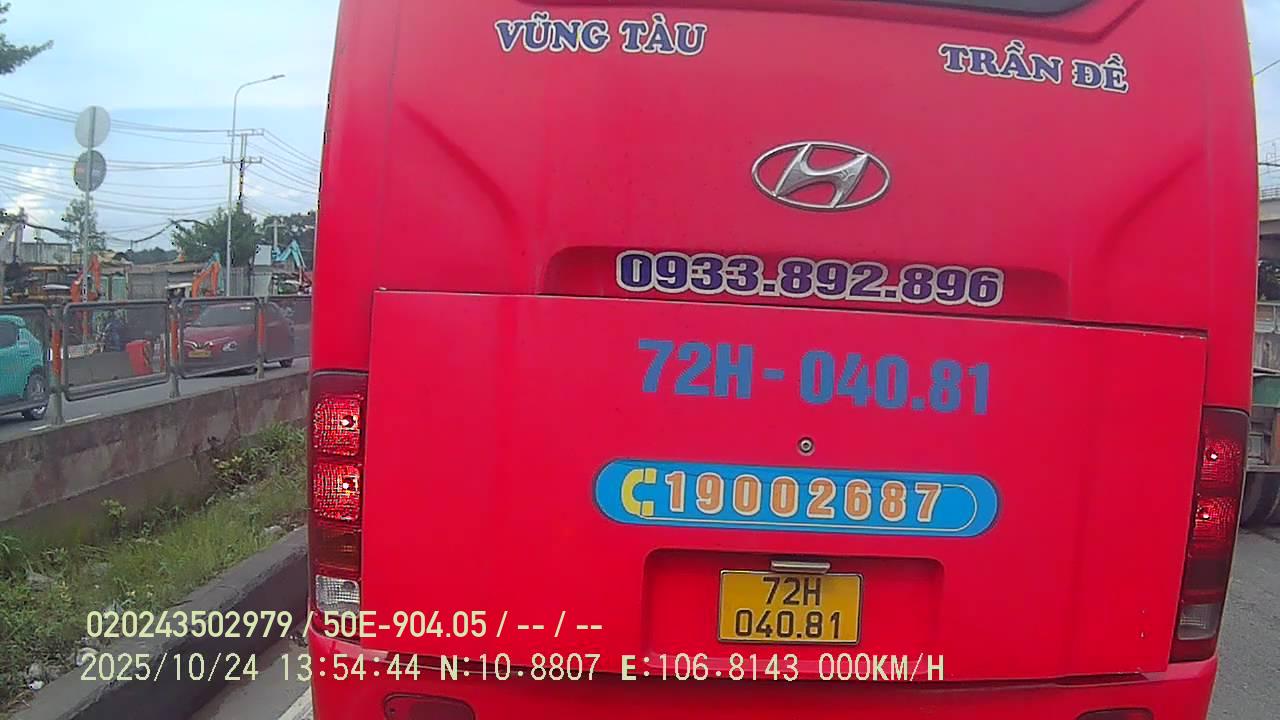 VŨNG TÀU
TRẦN ĐỀ
0933.892.896
72H-040.81
19002687
72H
040.81
020243502979 / 50E-904.05 / -- / --
2025/10/24 13:54:44 N:10.8807 E:106.8143 000KM/H